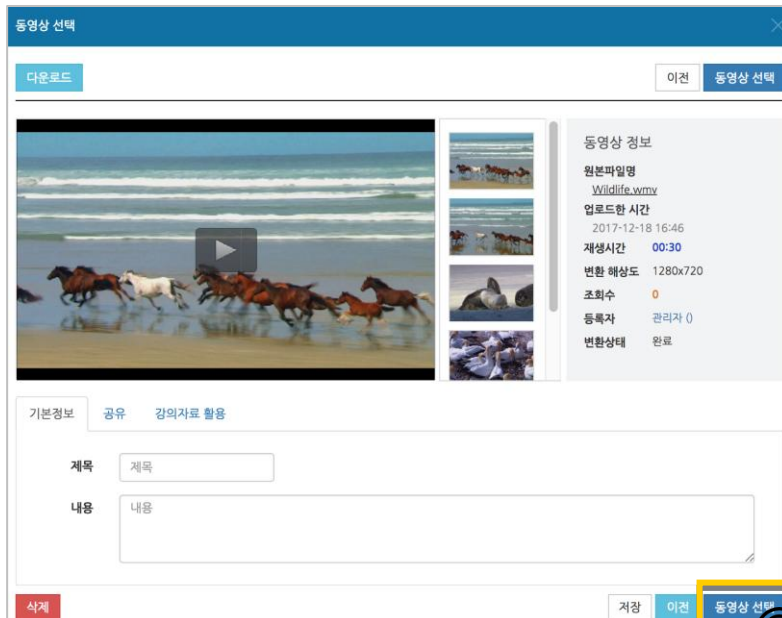 동영상 선택
다운로드
이전
동영상 선택
동영상 정보
원본파일명
Wildlife.wmv
업로드한 시간
2017-12-18 16:46
재생시간 00:30
변환 해상도 1280x720
조회수 0
등록자 관리자 ()
변환상태 완료
기본정보 공유 강의자료 활용
제목 제목
내용 내용
삭제
저장 이전 동영상 선택